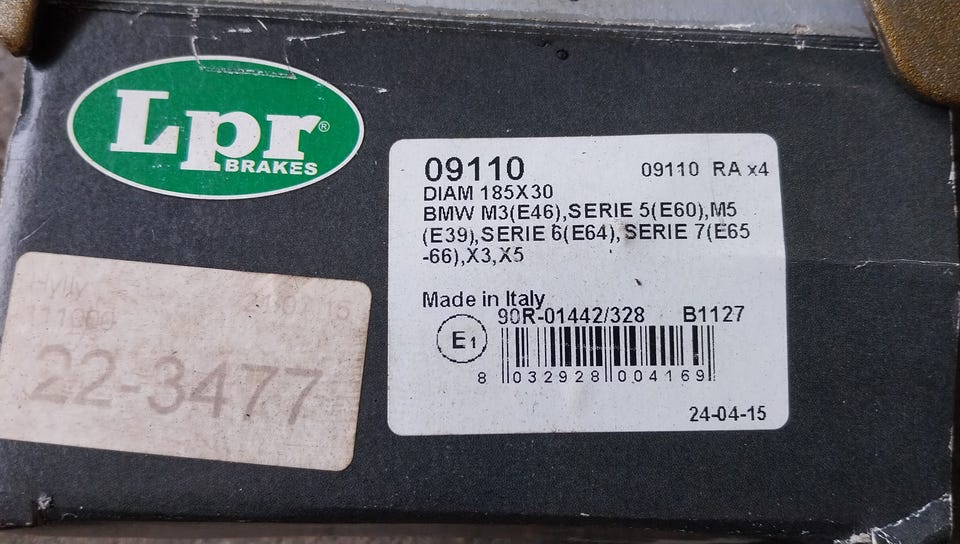 Lpr®
BRAKES
09110
09110 RA x4
DIAM 185X30
BMW M3(E46),SERIE 5(E60),M5
(E39),SERIE 6(E64),SERIE 7(E65
-66),X3,X5
Made in Italy
90R-01442/328 B1127
E1
8 032928 004169
24-04-15
Hylly
22-3477